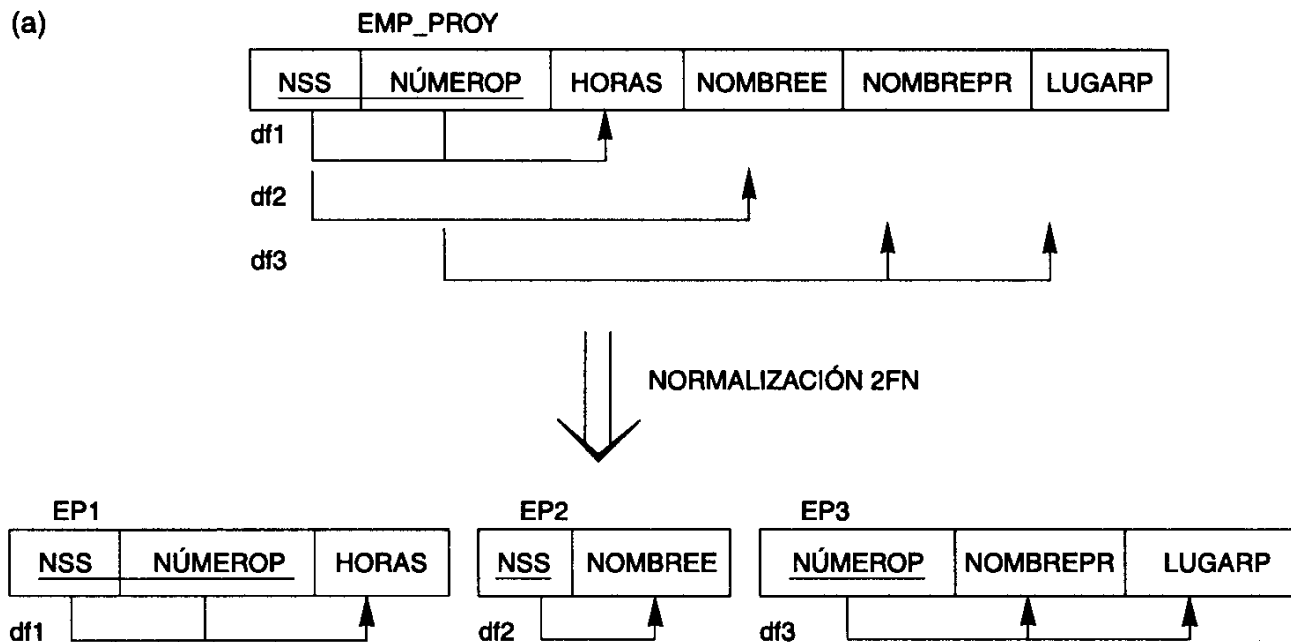 (a)
EMP_PROY
NSS NÚMEROP HORAS NOMBREE NOMBREPR LUGARP
df1
df2
df3
NORMALIZACIÓN 2FN
EP1 EP2 EP3
NSS NÚMEROP HORAS NSS NOMBREE NÚMEROP NOMBREPR LUGARP
df1 df2 df3